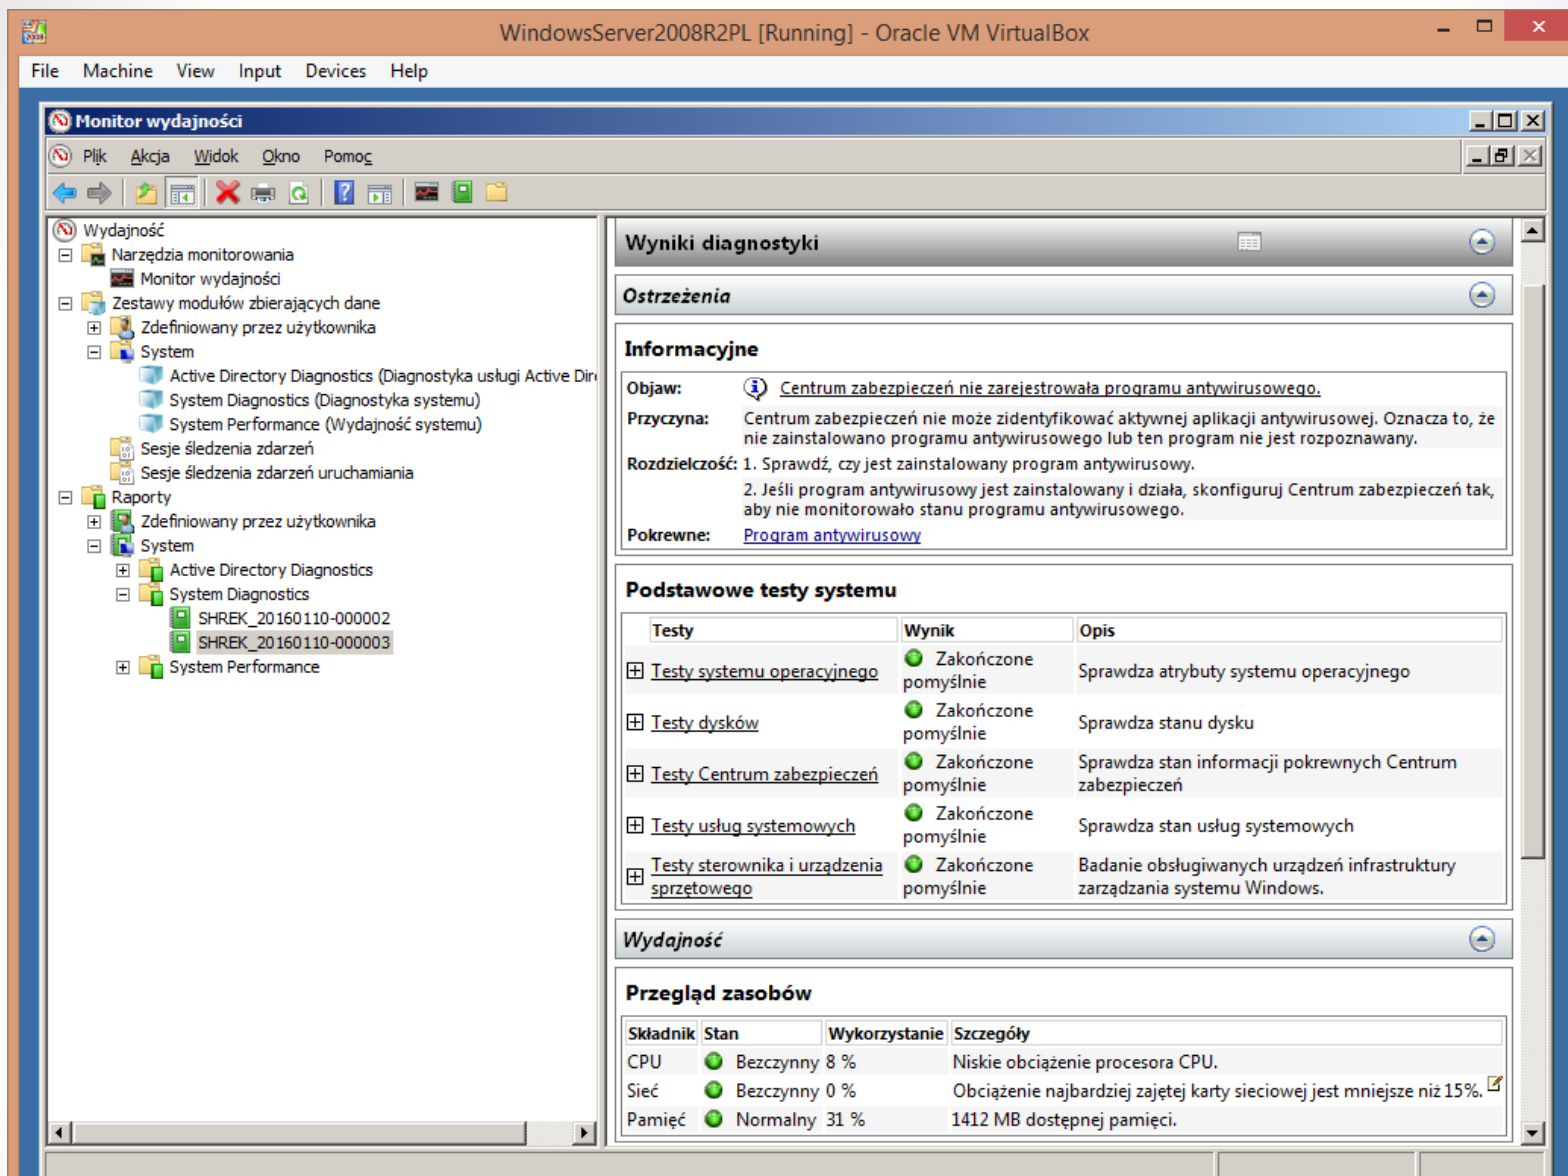 WindowsServer2008R2PL [Running] - Oracle VM VirtualBox
File Machine View Input Devices Help
Monitor wydajności
Plik Akcja Widok Okno Pomoc
Wydajność
Narzędzia monitorowania
Monitor wydajności
Zestawy modułów zbierających dane
Zdefiniowany przez użytkownika
System
Active Directory Diagnostics (Diagnostyka usługi Active Dir
System Diagnostics (Diagnostyka systemu)
System Performance (Wydajność systemu)
Sesje śledzenia zdarzeń
Sesje śledzenia zdarzeń uruchamiania
Raporty
Zdefiniowany przez użytkownika
System
Active Directory Diagnostics
System Diagnostics
SHREK_20160110-000002
SHREK_20160110-000003
System Performance
Wyniki diagnostyki
Ostrzeżenia
Informacyjne
Objaw: Centrum zabezpieczeń nie zarejestrowała programu antywirusowego.
Przyczyna: Centrum zabezpieczeń nie może zidentyfikować aktywnej aplikacji antywirusowej. Oznacza to, że
nie zainstalowano programu antywirusowego lub ten program nie jest rozpoznawany.
Rozdzielczość: 1. Sprawdź, czy jest zainstalowany program antywirusowy.
2. Jeśli program antywirusowy jest zainstalowany i działa, skonfiguruj Centrum zabezpieczeń tak,
aby nie monitorowało stanu programu antywirusowego.
Pokrewne: Program antywirusowy
Podstawowe testy systemu
Testy Wynik Opis
Testy systemu operacyjnego Zakończone pomyślnie Sprawdza atrybuty systemu operacyjnego
Testy dysków Zakończone pomyślnie Sprawdza stanu dysku
Testy Centrum zabezpieczeń Zakończone pomyślnie Sprawdza stan informacji pokrewnych Centrum zabezpieczeń
Testy usług systemowych Zakończone pomyślnie Sprawdza stan usług systemowych
Testy sterownika i urządzenia sprzętowego Zakończone pomyślnie Badanie obsługiwanych urządzeń infrastruktury zarządzania systemu Windows.
Wydajność
Przegląd zasobów
Składnik Stan Wykorzystanie Szczegóły
CPU Bezczynny 8 % Niskie obciążenie procesora CPU.
Sieć Bezczynny 0 % Obciążenie najbardziej zajętej karty sieciowej jest mniejsze niż 15%.
Pamięć Normalny 31 % 1412 MB dostępnej pamięci.